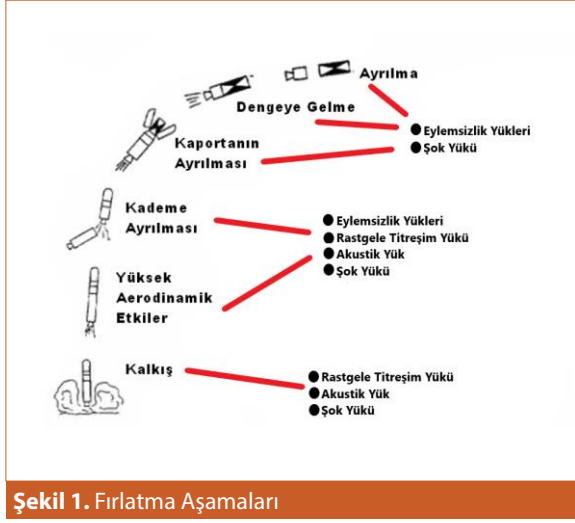 Ayrılma
Dengeye Gelme
● Eylemsizlik Yükleri
● Şok Yükü
Kaportanın
Ayrılması
Kademe
Ayrılması
● Eylemsizlik Yükleri
● Rastgele Titreşim Yükü
● Akustik Yük
● Şok Yükü
Yüksek
Aerodinamik
Etkiler
Kalkış
● Rastgele Titreşim Yükü
● Akustik Yük
● Şok Yükü
Şekil 1. Fırlatma Aşamaları